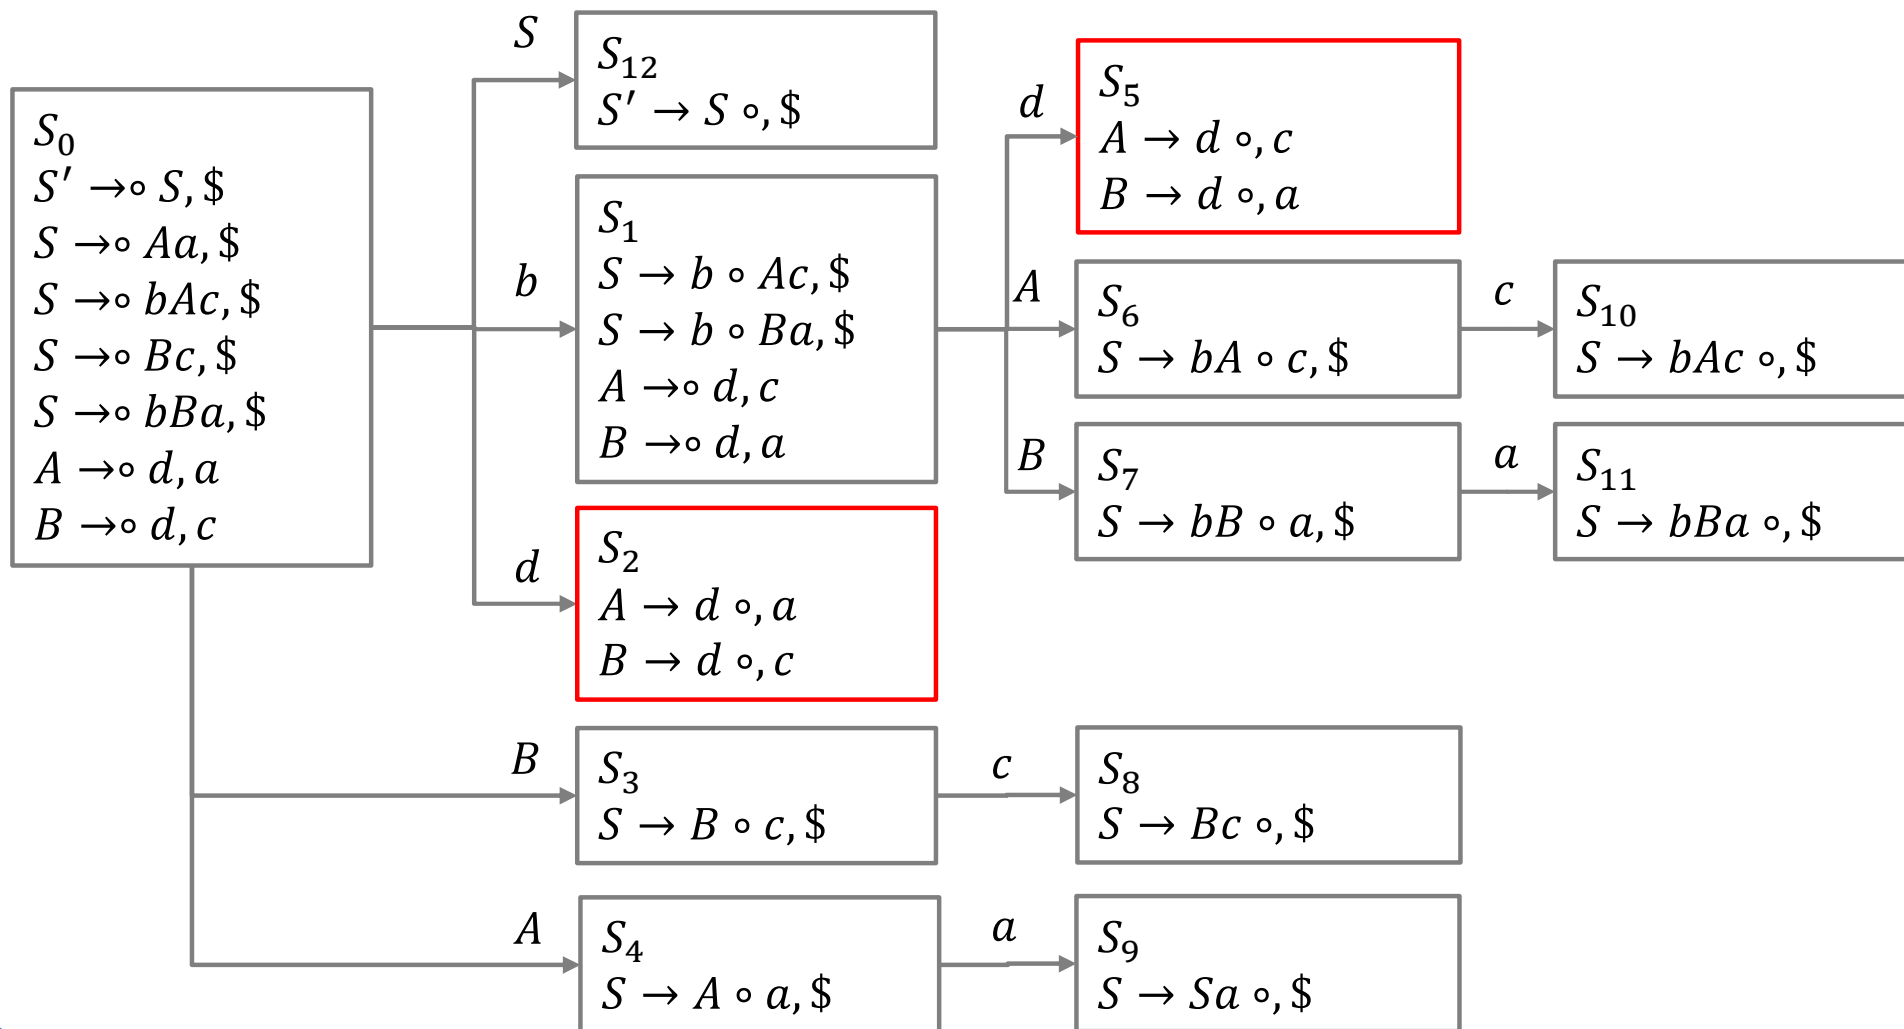 S₀
S′ →∘ S, $
S →∘ Aa, $
S →∘ bAc, $
S →∘ Bc, $
S →∘ bBa, $
A →∘ d, a
B →∘ d, c
S
S₁₂
S′ → S ∘, $
b
S₁
S → b ∘ Ac, $
S → b ∘ Ba, $
A →∘ d, c
B →∘ d, a
d
S₂
A → d ∘, a
B → d ∘, c
B
S₃
S → B ∘ c, $
A
S₄
S → A ∘ a, $
d
S₅
A → d ∘, c
B → d ∘, a
A
S₆
S → bA ∘ c, $
B
S₇
S → bB ∘ a, $
c
S₈
S → Bc ∘, $
a
S₉
S → Sa ∘, $
c
S₁₀
S → bAc ∘, $
a
S₁₁
S → bBa ∘, $